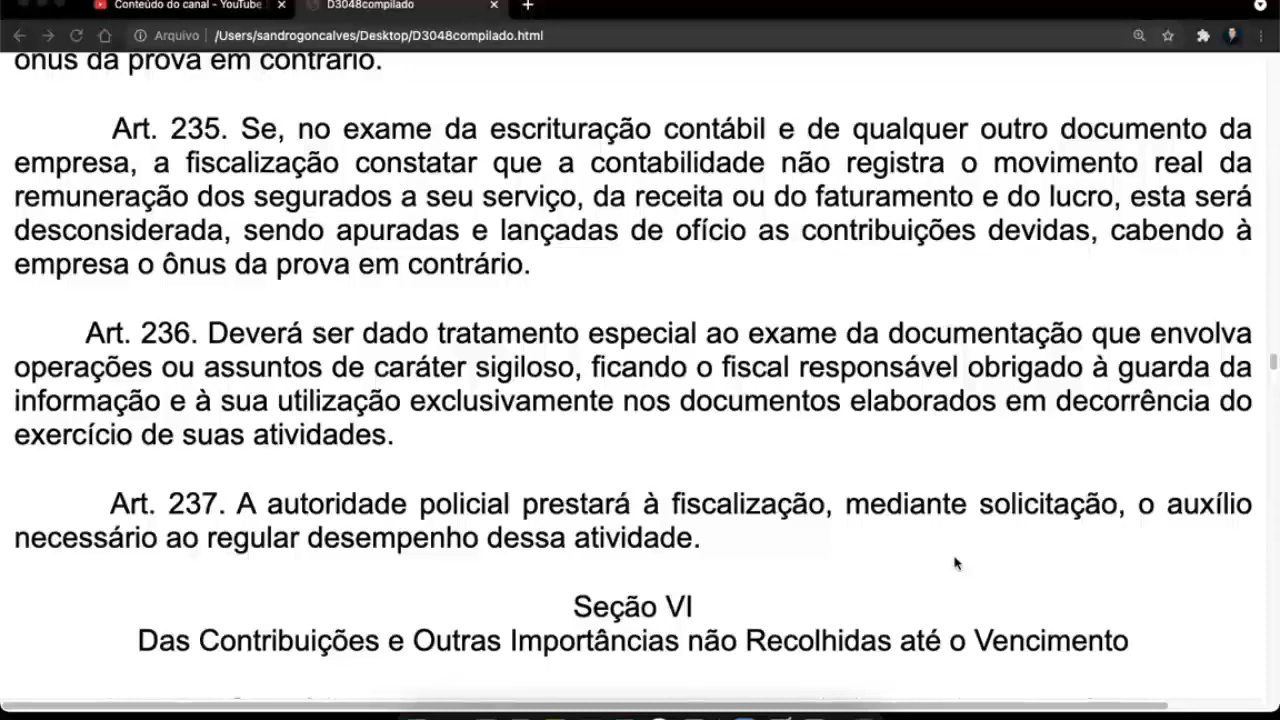 Conteúdo do canal - YouTube
D3048compilado
Arquivo
/Users/sandrogoncalves/Desktop/D3048compilado.html
ônus da prova em contrário.
Art. 235. Se, no exame da escrituração contábil e de qualquer outro documento da
empresa, a fiscalização constatar que a contabilidade não registra o movimento real da
remuneração dos segurados a seu serviço, da receita ou do faturamento e do lucro, esta será
desconsiderada, sendo apuradas e lançadas de ofício as contribuições devidas, cabendo à
empresa o ônus da prova em contrário.
Art. 236. Deverá ser dado tratamento especial ao exame da documentação que envolva
operações ou assuntos de caráter sigiloso, ficando o fiscal responsável obrigado à guarda da
informação e à sua utilização exclusivamente nos documentos elaborados em decorrência do
exercício de suas atividades.
Art. 237. A autoridade policial prestará à fiscalização, mediante solicitação, o auxílio
necessário ao regular desempenho dessa atividade.
Seção VI
Das Contribuições e Outras Importâncias não Recolhidas até o Vencimento